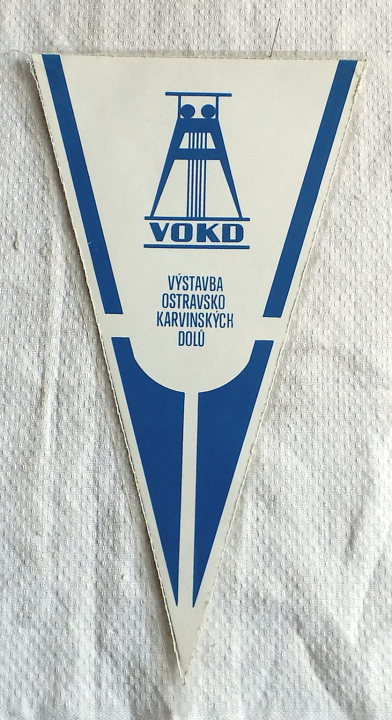 VOKD
VÝSTAVBA
OSTRAVSKO
KARVINSKÝCH
DOLŮ